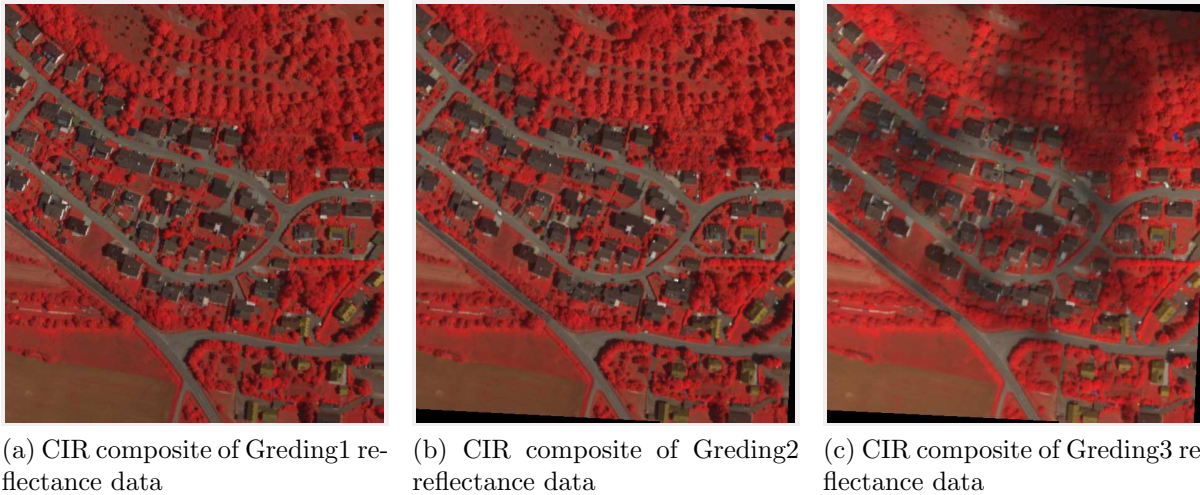 (a) CIR composite of Greding1 re-
flectance data
(b) CIR composite of Greding2
reflectance data
(c) CIR composite of Greding3 re
flectance data